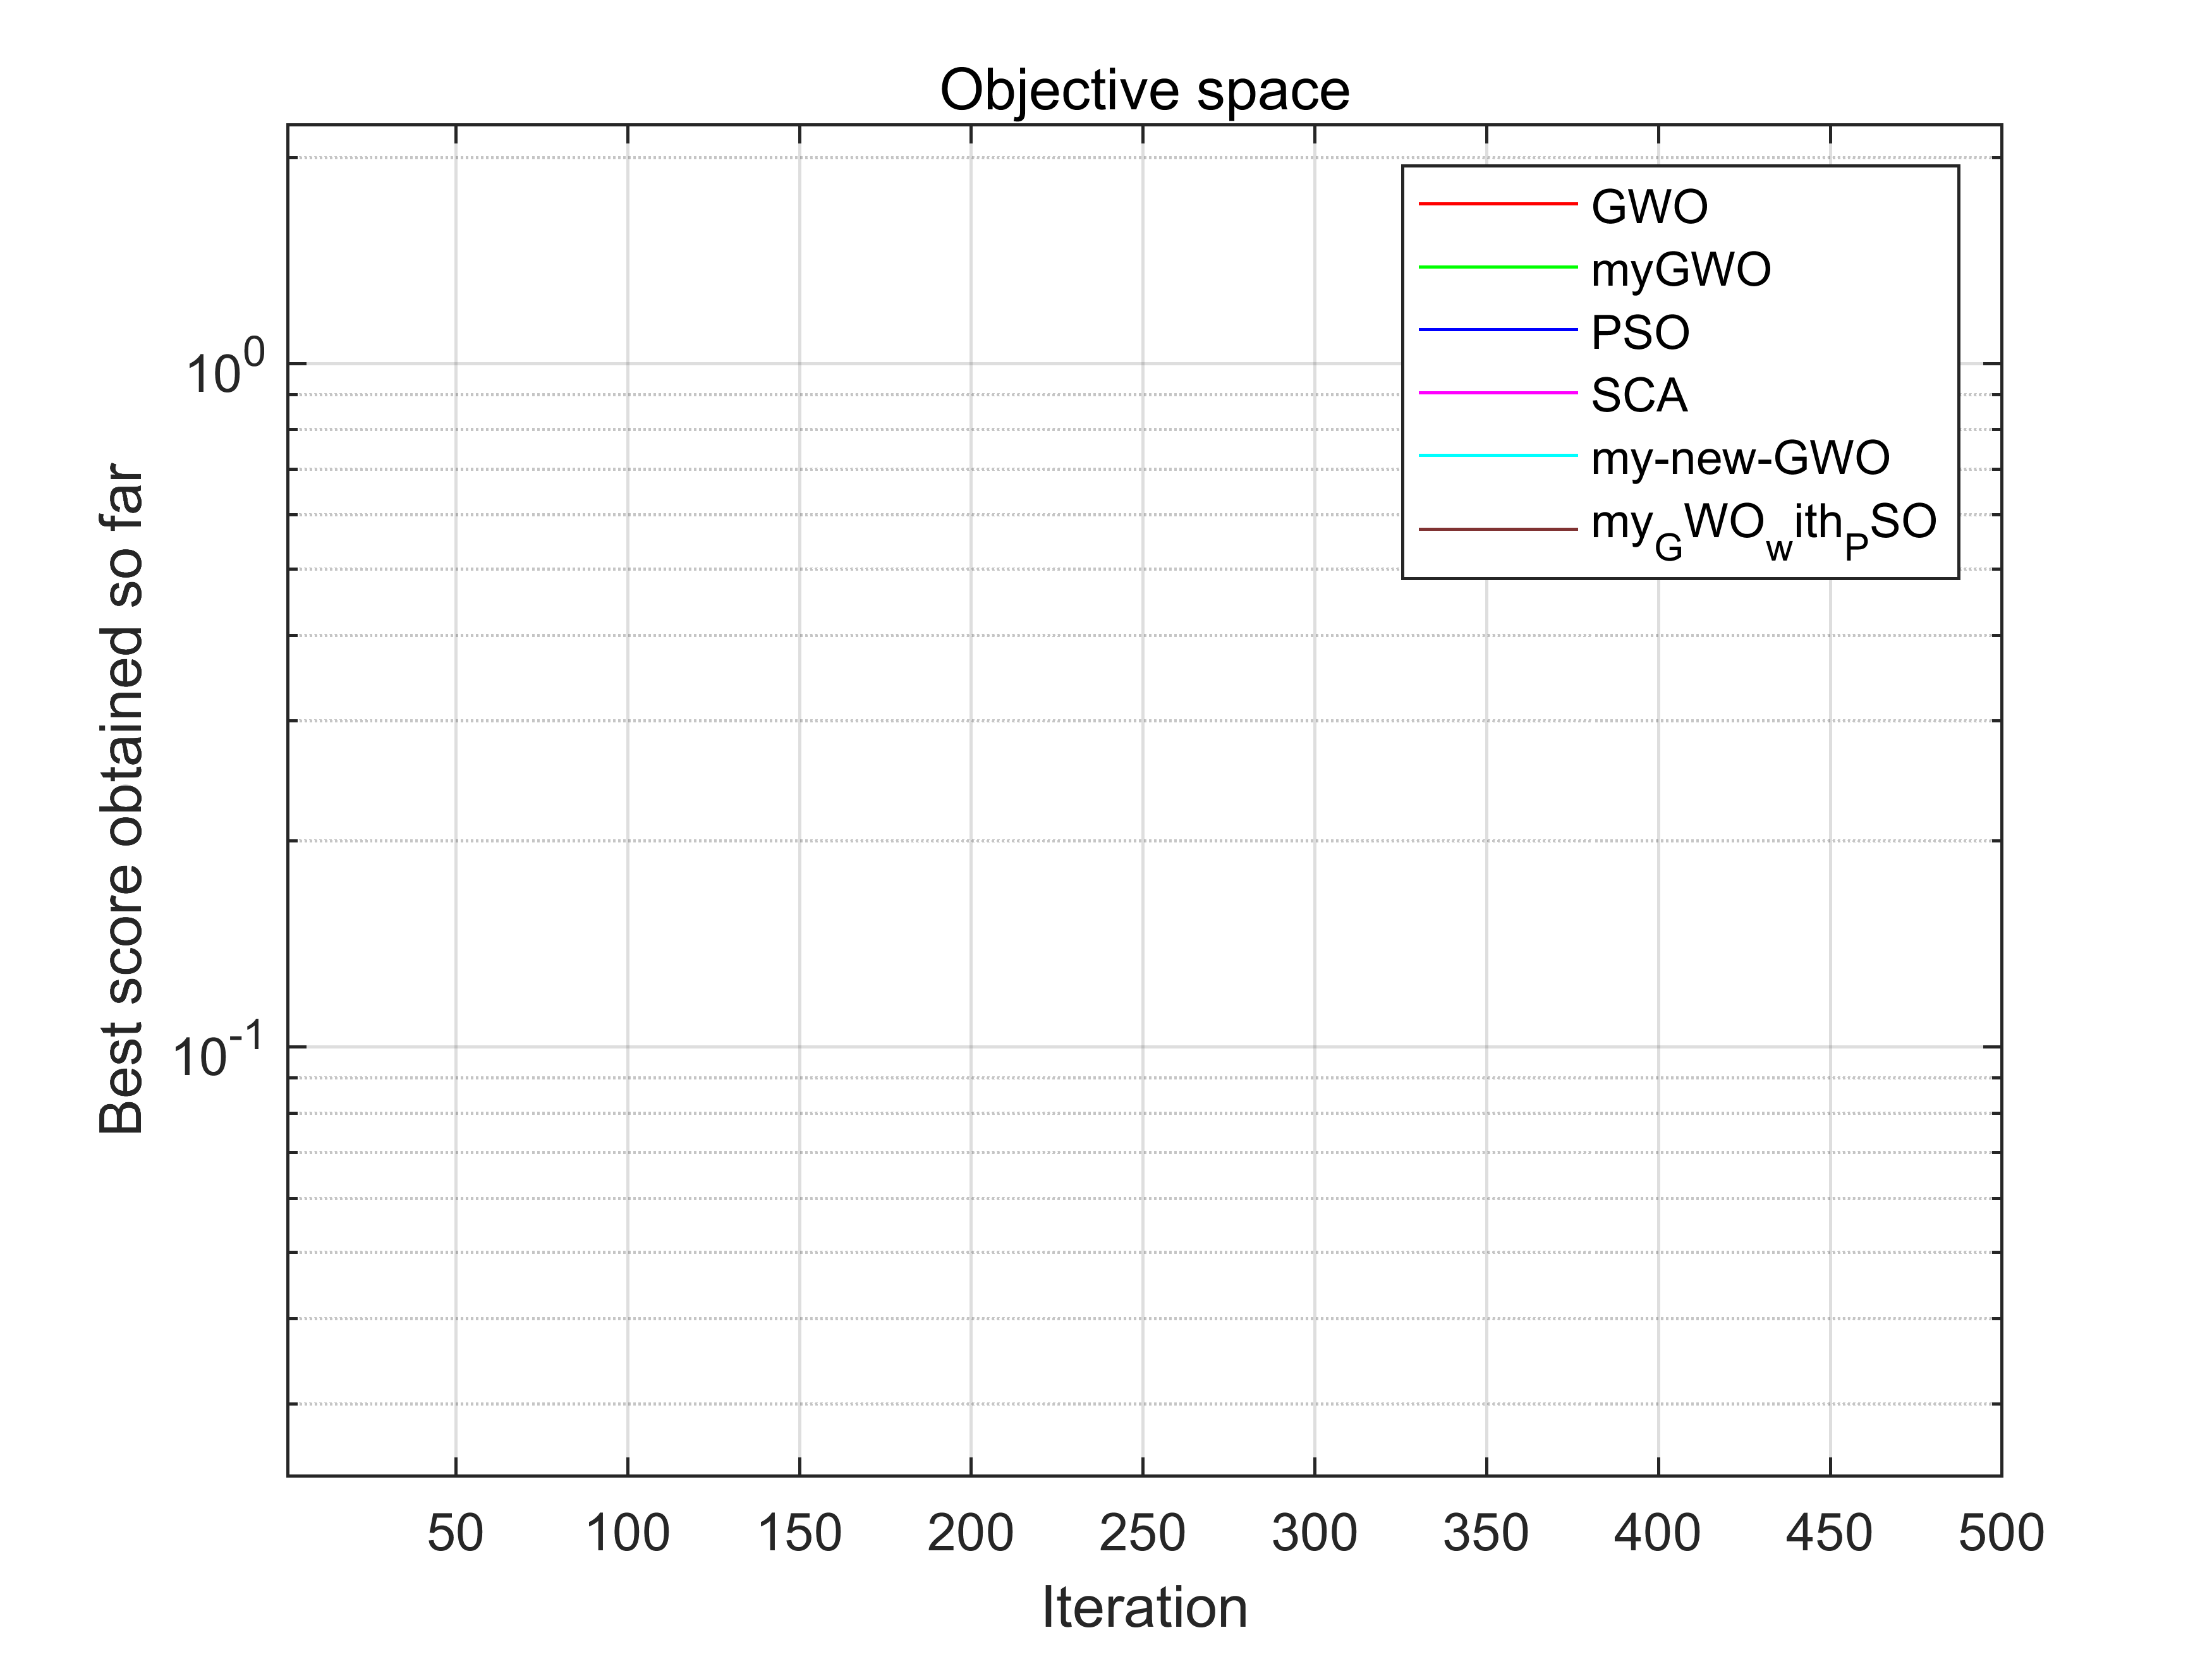 Objective space
GWO
myGWO
PSO
SCA
my-new-GWO
my_GWO_with_PSO
10^0
10^-1
Best score obtained so far
50 100 150 200 250 300 350 400 450 500
Iteration